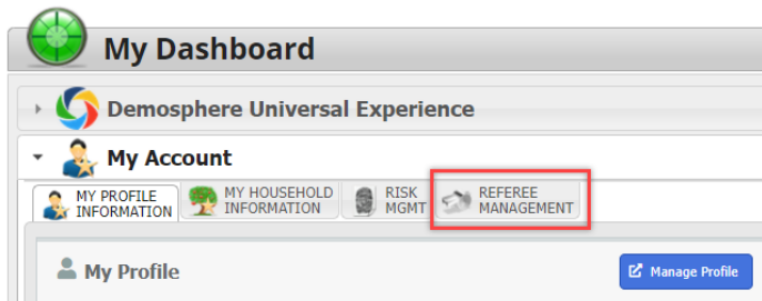 My Dashboard
Demosphere Universal Experience
My Account
MY PROFILE
INFORMATION
MY HOUSEHOLD
INFORMATION
RISK
MGMT
REFEREE
MANAGEMENT
My Profile
Manage Profile